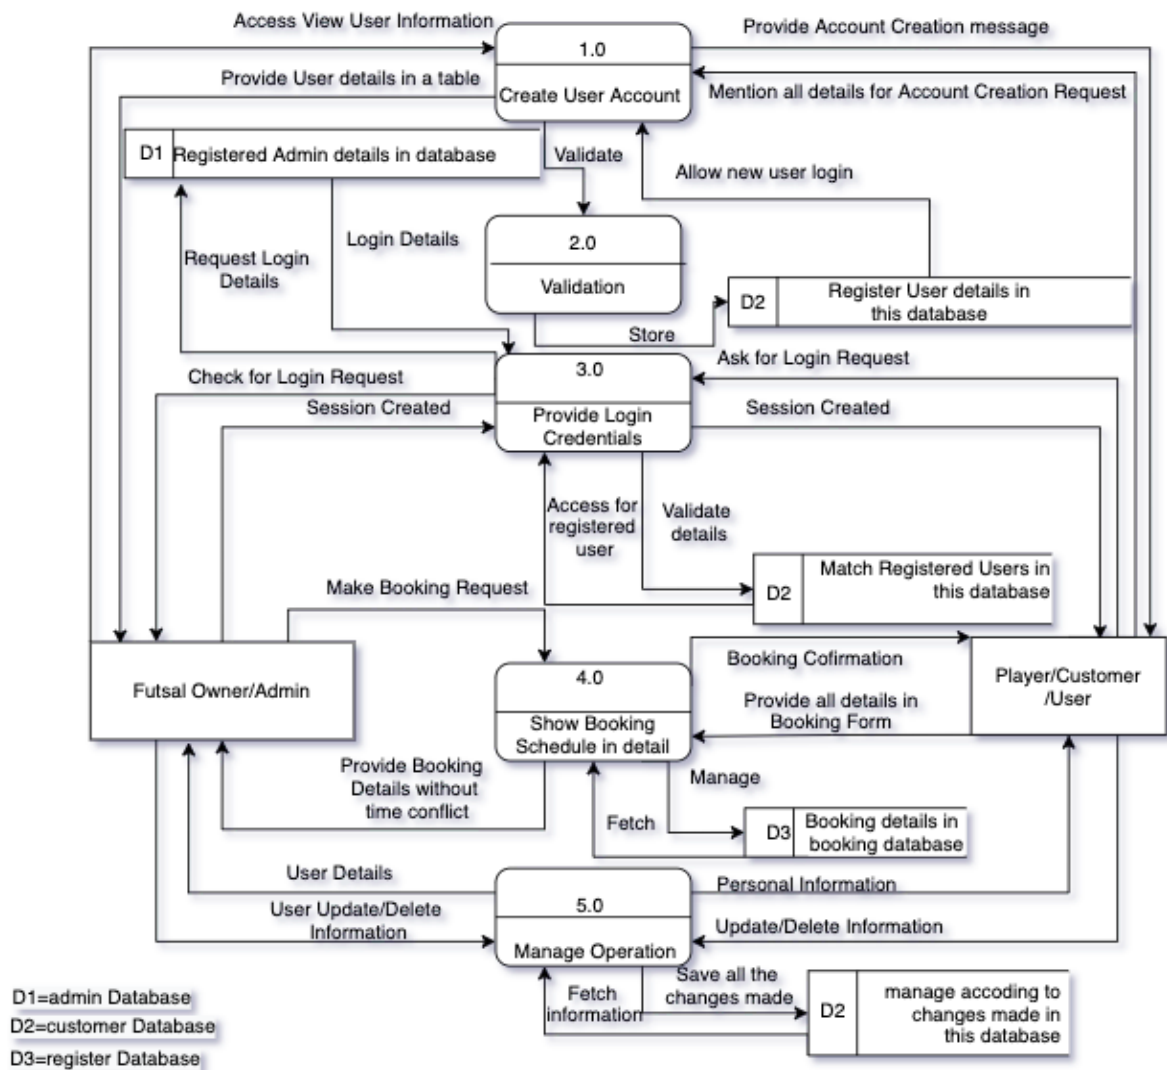 Access View User Information
Provide Account Creation message
1.0
Create User Account
Provide User details in a table
Mention all details for Account Creation Request
D1
Registered Admin details in database
Validate
Allow new user login
Login Details
Request Login
Details
2.0
Validation
D2
Register User details in
this database
Store
Ask for Login Request
Check for Login Request
3.0
Provide Login
Credentials
Session Created
Session Created
Access for
registered
user
Validate
details
D2
Match Registered Users in
this database
Make Booking Request
Futsal Owner/Admin
4.0
Show Booking
Schedule in detail
Booking Cofirmation
Provide all details in
Booking Form
Player/Customer
/User
Provide Booking
Details without
time conflict
Manage
Fetch
D3
Booking details in
booking database
User Details
Personal Information
5.0
Manage Operation
User Update/Delete
Information
Update/Delete Information
Fetch
information
Save all the
changes made
D2
manage accoding to
changes made in
this database
D1=admin Database
D2=customer Database
D3=register Database